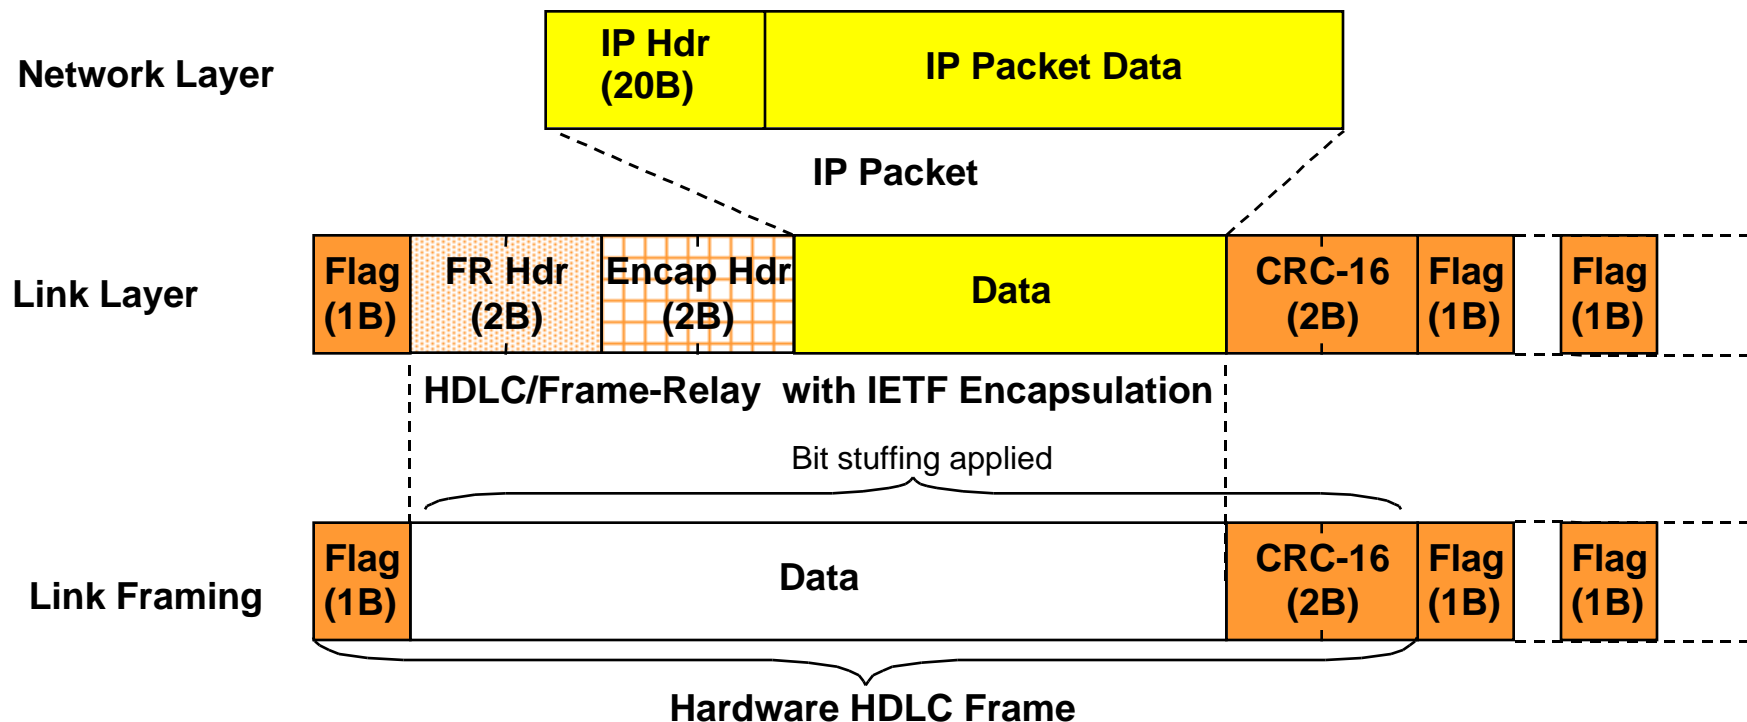 Network Layer
IP Hdr
(20B)
IP Packet Data
IP Packet
Link Layer
Flag
(1B)
FR Hdr
(2B)
Encap Hdr
(2B)
Data
CRC-16
(2B)
Flag
(1B)
Flag
(1B)
HDLC/Frame-Relay with IETF Encapsulation
Bit stuffing applied
Link Framing
Flag
(1B)
Data
CRC-16
(2B)
Flag
(1B)
Flag
(1B)
Hardware HDLC Frame